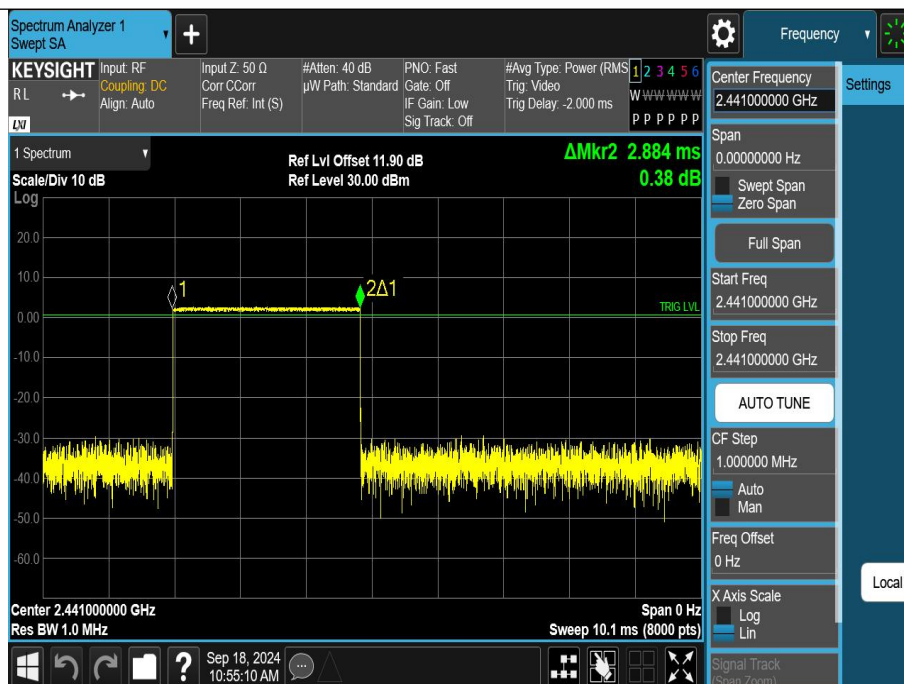 Spectrum Analyzer 1
Swept SA
Frequency
KEYSIGHT
R L
LXI
Input: RF
Coupling: DC
Align: Auto
Input Z: 50 Ω
Corr CCorr
Freq Ref: Int (S)
#Atten: 40 dB
µW Path: Standard
PNO: Fast
Gate: Off
IF Gain: Low
Sig Track: Off
#Avg Type: Power (RMS
Trig: Video
Trig Delay: -2.000 ms
1 2 3 4 5 6
W W W W W W
P P P P P P
Center Frequency
2.441000000 GHz
Settings
1 Spectrum
Scale/Div 10 dB
Ref Lvl Offset 11.90 dB
Ref Level 30.00 dBm
ΔMkr2 2.884 ms
0.38 dB
Span
0.00000000 Hz
Swept Span
Zero Span
Full Span
Start Freq
2.441000000 GHz
Stop Freq
2.441000000 GHz
AUTO TUNE
CF Step
1.000000 MHz
Auto
Man
Freq Offset
0 Hz
X Axis Scale
Log
Lin
Signal Track
(Span Zoom)
Local
Log
20.0
10.0
0.00
-10.0
-20.0
-30.0
-40.0
-50.0
-60.0
1
2Δ1
TRIG LVL
Center 2.441000000 GHz
Res BW 1.0 MHz
Span 0 Hz
Sweep 10.1 ms (8000 pts)
?
Sep 18, 2024
10:55:10 AM